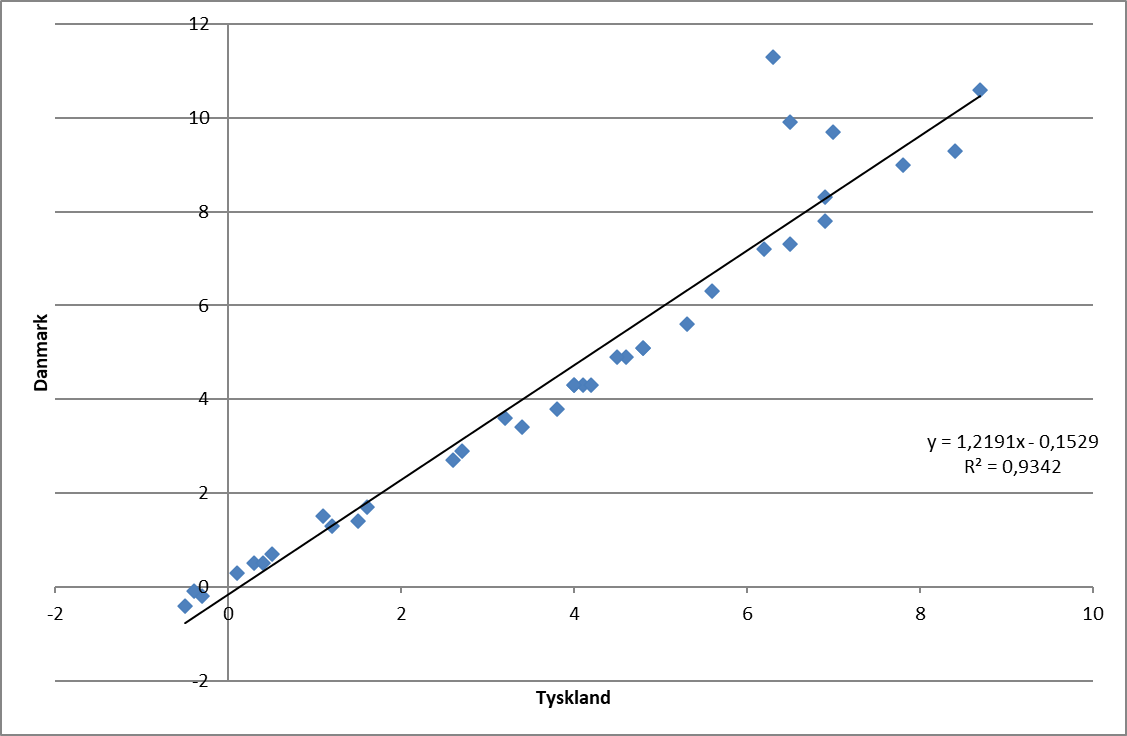 12
10
8
6
4
2
0
-2
-2 0 2 4 6 8 10
Danmark
Tyskland
y = 1,2191x - 0,1529
R² = 0,9342